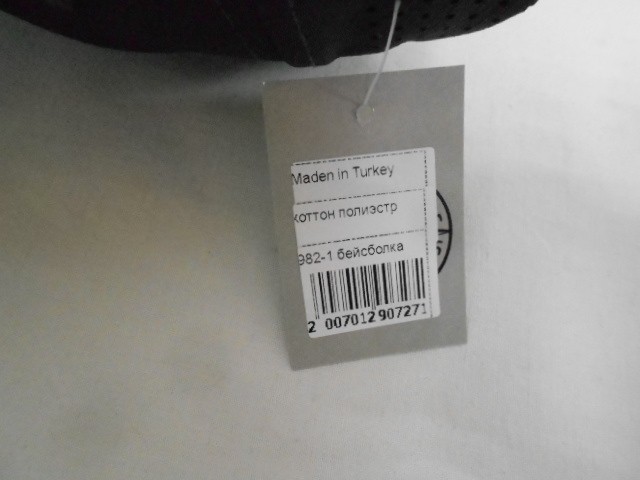 Maden in Turkey
коттон полиэстр
982-1 бейсболка
2 007012 907271